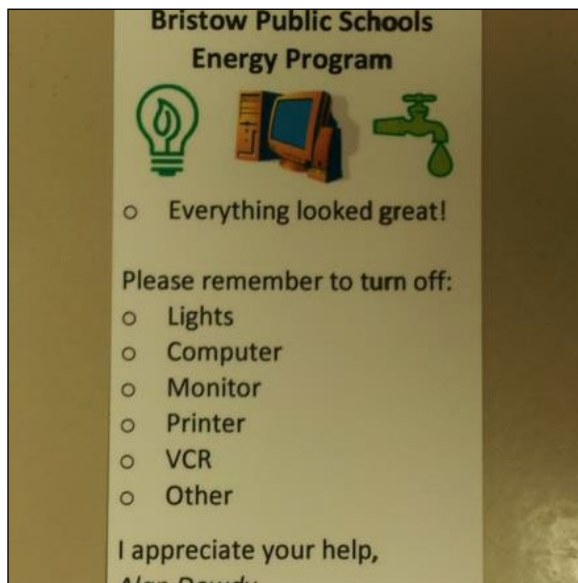 Bristow Public Schools
Energy Program
○ Everything looked great!
Please remember to turn off:
○ Lights
○ Computer
○ Monitor
○ Printer
○ VCR
○ Other
I appreciate your help,